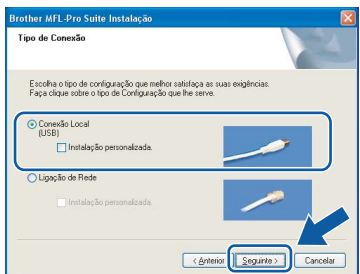 Brother MFL-Pro Suite Instalação
Tipo de Conexão
Escolha o tipo de configuração que melhor satisfaça as suas exigências.
Faça clique sobre o tipo de Configuração que lhe serve.
Conexão Local
(USB)
Instalação personalizada.
Ligação de Rede
Instalação personalizada.
< Anterior
Seguinte >
Cancelar